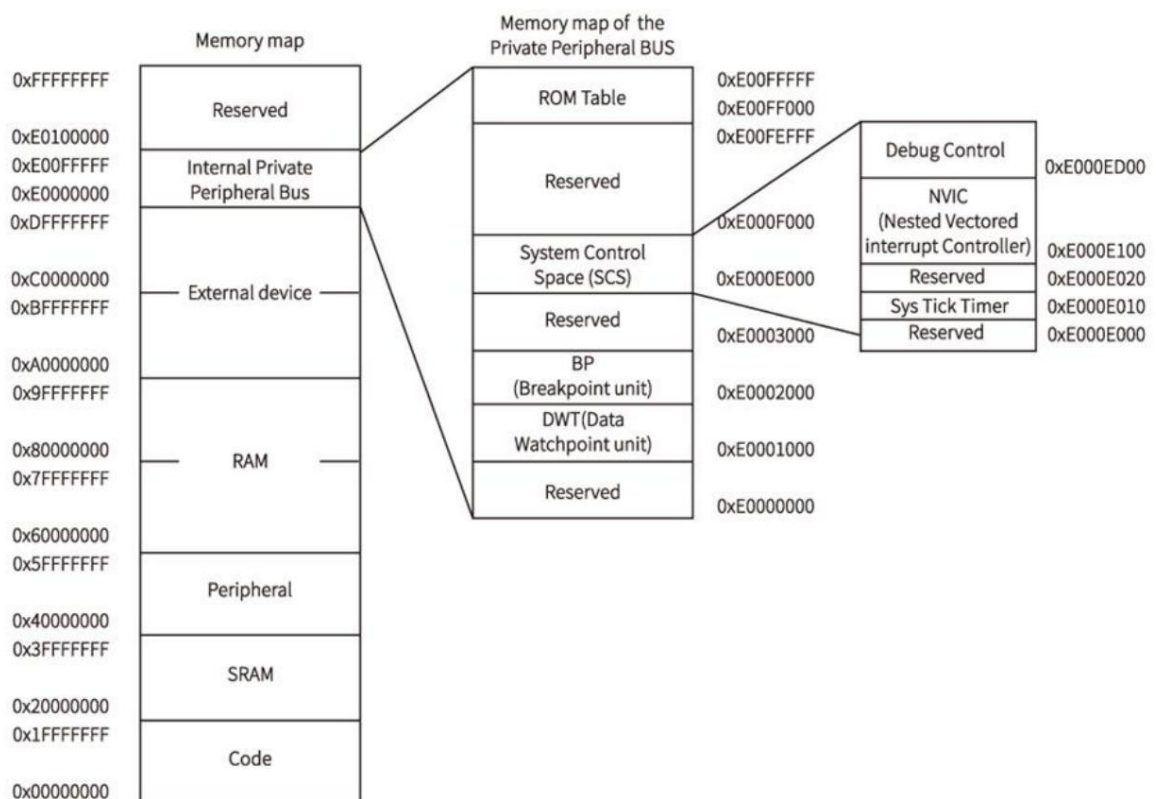 Memory map
0xFFFFFFFF
Reserved
0xE0100000
0xE00FFFFF
Internal Private
Peripheral Bus
0xE0000000
0xDFFFFFFF
0xC0000000
External device
0xBFFFFFFF
0xA0000000
0x9FFFFFFF
0x80000000
RAM
0x7FFFFFFF
0x60000000
0x5FFFFFFF
Peripheral
0x40000000
0x3FFFFFFF
SRAM
0x20000000
0x1FFFFFFF
Code
0x00000000
Memory map of the
Private Peripheral BUS
ROM Table
0xE00FFFFF
0xE00FF000
0xE00FEFFF
Reserved
0xE000F000
System Control
Space (SCS)
0xE000E000
Reserved
0xE0003000
BP
(Breakpoint unit)
0xE0002000
DWT(Data
Watchpoint unit)
0xE0001000
Reserved
0xE0000000
Debug Control
0xE000ED00
NVIC
(Nested Vectored
interrupt Controller)
0xE000E100
Reserved
0xE000E020
Sys Tick Timer
0xE000E010
Reserved
0xE000E000